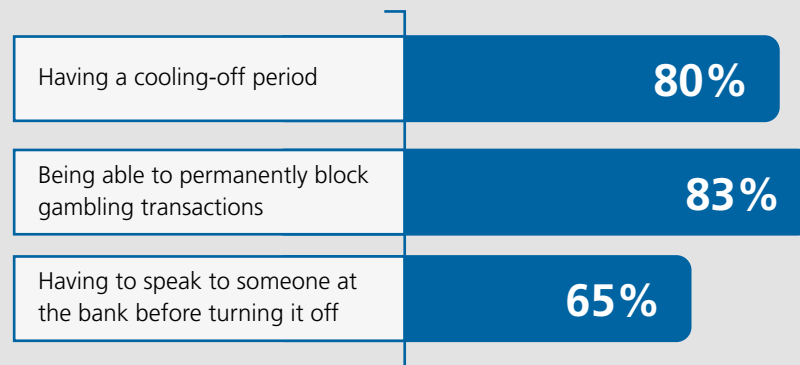 Having a cooling-off period
80%
Being able to permanently block
gambling transactions
83%
Having to speak to someone at
the bank before turning it off
65%